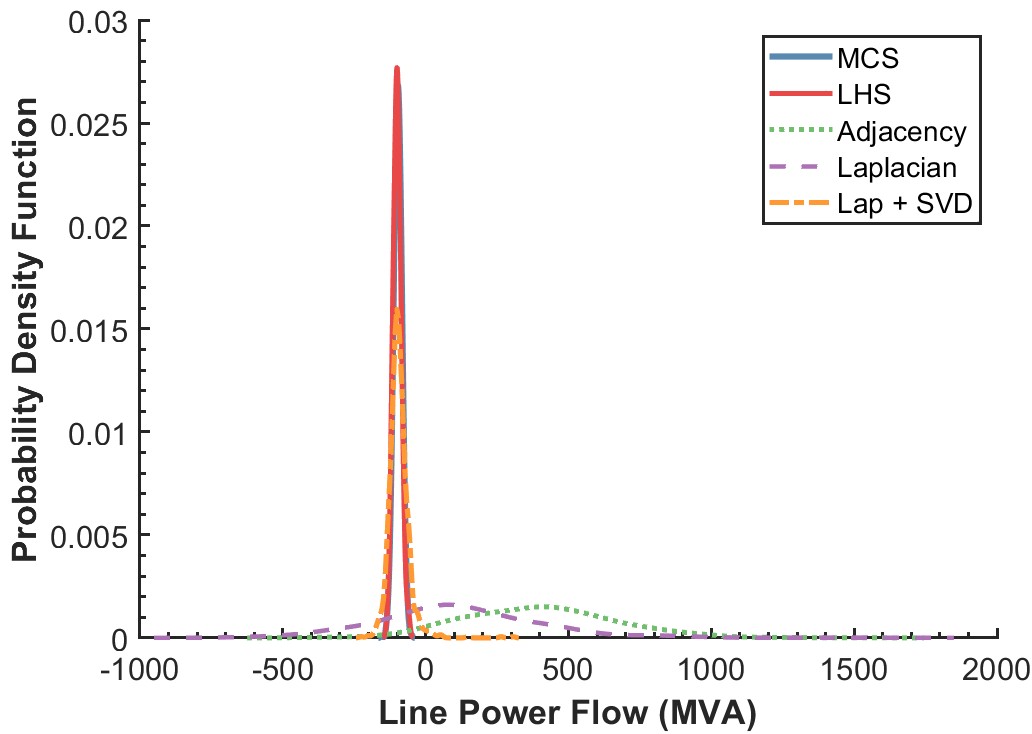 0.03
0.025
0.02
0.015
0.01
0.005
0
Probability Density Function
MCS
LHS
Adjacency
Laplacian
Lap + SVD
-1000 -500 0 500 1000 1500 2000
Line Power Flow (MVA)